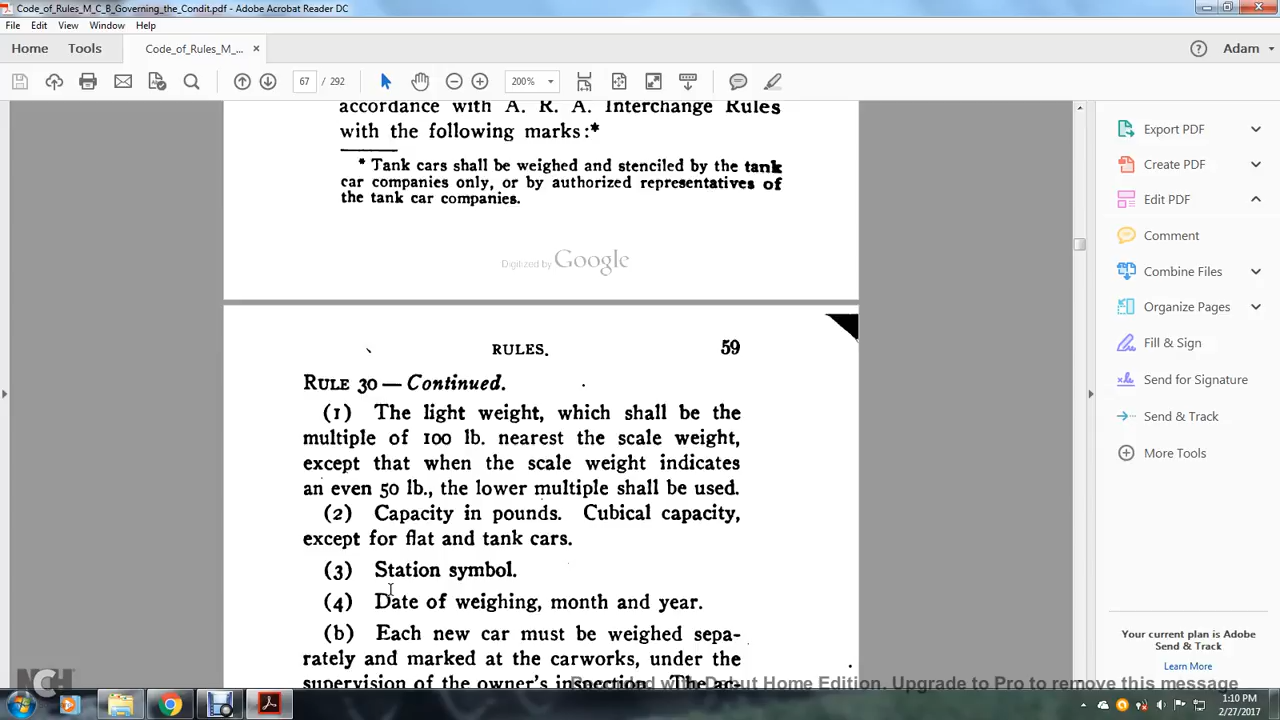 Code_of_Rules_M_C_B_Governing_the_Condit.pdf - Adobe Acrobat Reader DC
File Edit View Window Help
Home Tools Code_of_Rules_M_... × Adam
67 / 292 200%
accordance with A. R. A. Interchange Rules
with the following marks:*
* Tank cars shall be weighed and stenciled by the tank
car companies only, or by authorized representatives of
the tank car companies.
Digitized by Google
RULES. 59
RULE 30 — Continued.
(1) The light weight, which shall be the
multiple of 100 lb. nearest the scale weight,
except that when the scale weight indicates
an even 50 lb., the lower multiple shall be used.
(2) Capacity in pounds. Cubical capacity,
except for flat and tank cars.
(3) Station symbol.
(4) Date of weighing, month and year.
(b) Each new car must be weighed sepa-
rately and marked at the carworks, under the
supervision of the owner's inspection. The
Export PDF
Create PDF
Edit PDF
Comment
Combine Files
Organize Pages
Fill & Sign
Send for Signature
Send & Track
More Tools
Your current plan is Adobe
Send & Track
Learn More
NCH
Recorded with Debut Home Edition. Upgrade to Pro to remove this message
1:10 PM
2/27/2017